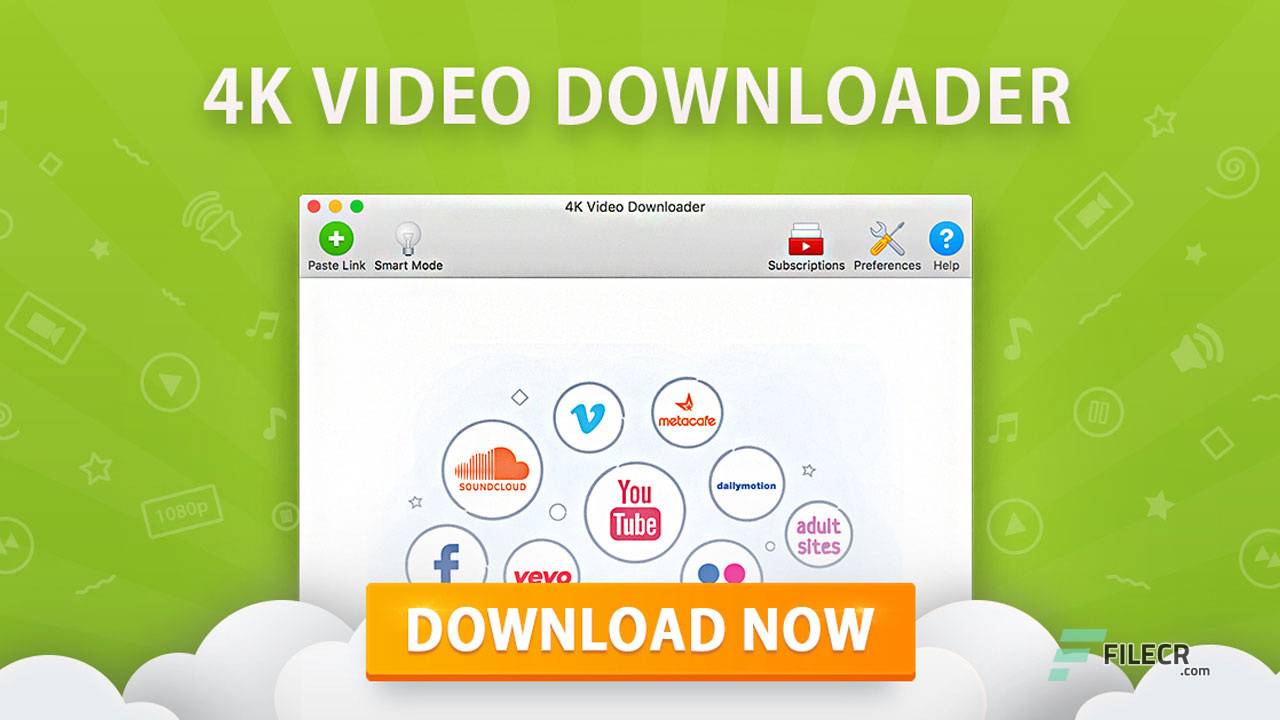 4K VIDEO DOWNLOADER
4K Video Downloader
Paste Link
Smart Mode
Subscriptions
Preferences
Help
metacafe
SOUNDCLOUD
You
Tube
dailymotion
adult
sites
vevo
1080p
DOWNLOAD NOW
FILECR
.com